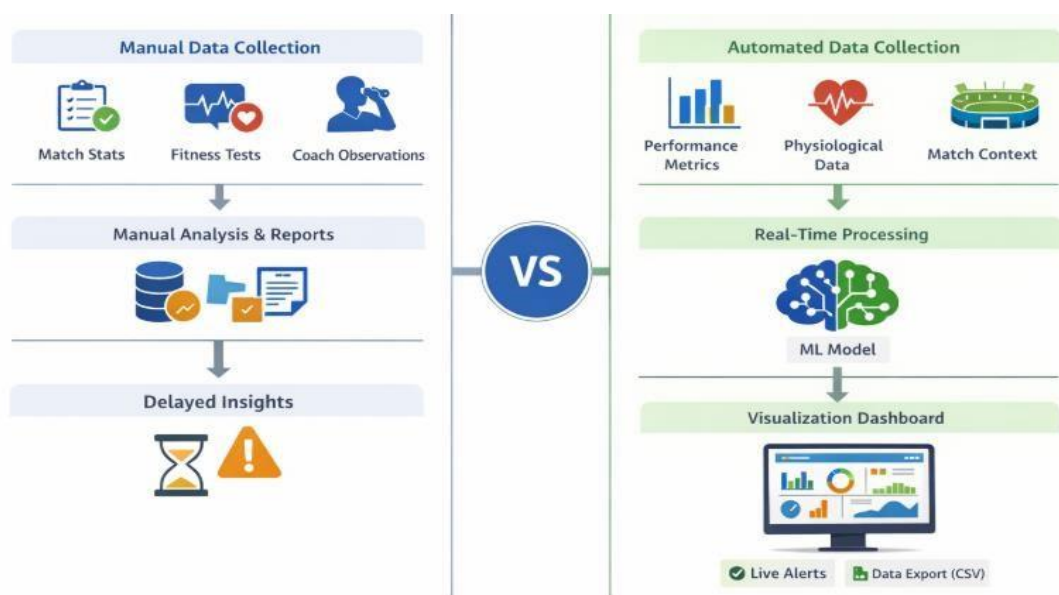 Manual Data Collection
Match Stats
Fitness Tests
Coach Observations
Manual Analysis & Reports
Delayed Insights
VS
Automated Data Collection
Performance
Metrics
Physiological
Data
Match Context
Real-Time Processing
ML Model
Visualization Dashboard
Live Alerts
Data Export (CSV)